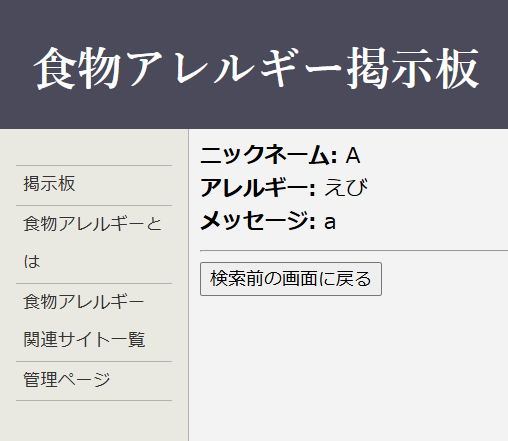 食物アレルギー掲示板
掲示板
食物アレルギーと
は
食物アレルギー
関連サイト一覧
管理ページ
ニックネーム: A
アレルギー: えび
メッセージ: a
検索前の画面に戻る